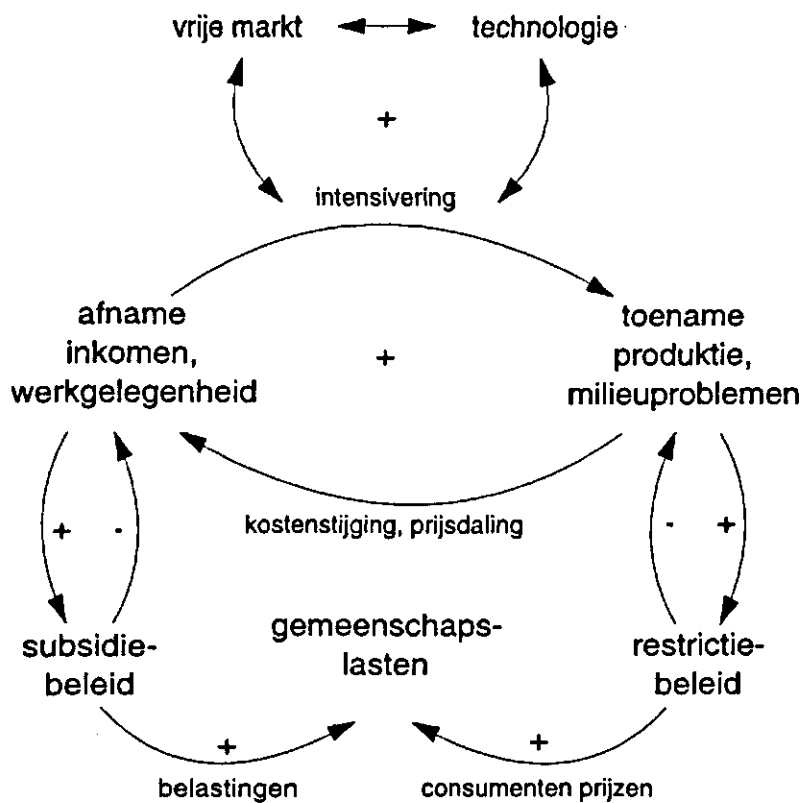 vrije markt
technologie
+
intensivering
afname
inkomen,
werkgelegenheid
+
toename
produktie,
milieuproblemen
kostenstijging, prijsdaling
+ -
- +
subsidie-
beleid
gemeenschaps-
lasten
restrictie-
beleid
+
+
belastingen
consumenten prijzen